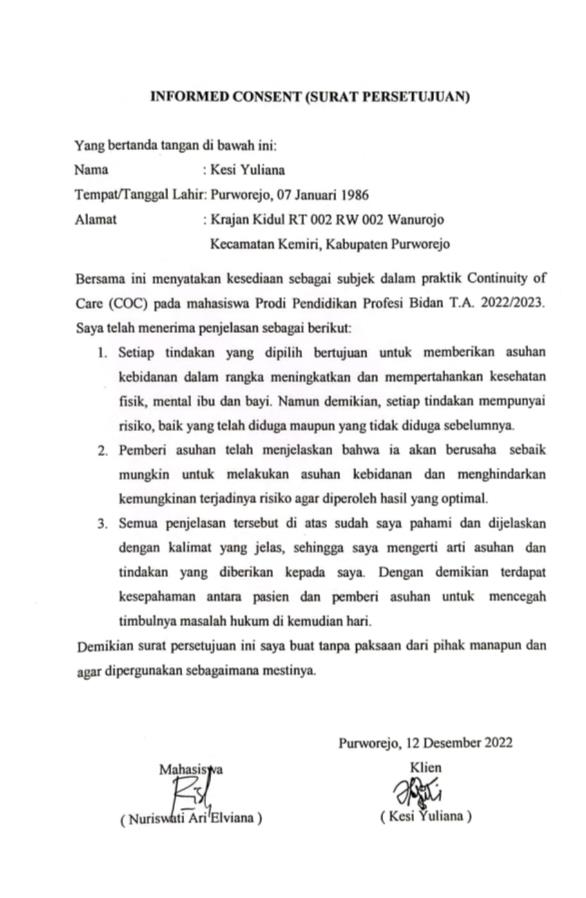 INFORMED CONSENT (SURAT PERSETUJUAN)
Yang bertanda tangan di bawah ini:
Nama : Kesi Yuliana
Tempat/Tanggal Lahir: Purworejo, 07 Januari 1986
Alamat : Krajan Kidul RT 002 RW 002 Wanurojo
Kecamatan Kemiri, Kabupaten Purworejo
Bersama ini menyatakan kesediaan sebagai subjek dalam praktik Continuity of
Care (COC) pada mahasiswa Prodi Pendidikan Profesi Bidan T.A. 2022/2023.
Saya telah menerima penjelasan sebagai berikut:
1. Setiap tindakan yang dipilih bertujuan untuk memberikan asuhan
kebidanan dalam rangka meningkatkan dan mempertahankan kesehatan
fisik, mental ibu dan bayi. Namun demikian, setiap tindakan mempunyai
risiko, baik yang telah diduga maupun yang tidak diduga sebelumnya.
2. Pemberi asuhan telah menjelaskan bahwa ia akan berusaha sebaik
mungkin untuk melakukan asuhan kebidanan dan menghindarkan
kemungkinan terjadinya risiko agar diperoleh hasil yang optimal.
3. Semua penjelasan tersebut di atas sudah saya pahami dan dijelaskan
dengan kalimat yang jelas, sehingga saya mengerti arti asuhan dan
tindakan yang diberikan kepada saya. Dengan demikian terdapat
kesepahaman antara pasien dan pemberi asuhan untuk mencegah
timbulnya masalah hukum di kemudian hari.
Demikian surat persetujuan ini saya buat tanpa paksaan dari pihak manapun dan
agar dipergunakan sebagaimana mestinya.
Purworejo, 12 Desember 2022
Mahasiswa Klien
( Nuriswati Ari Elviana ) ( Kesi Yuliana )